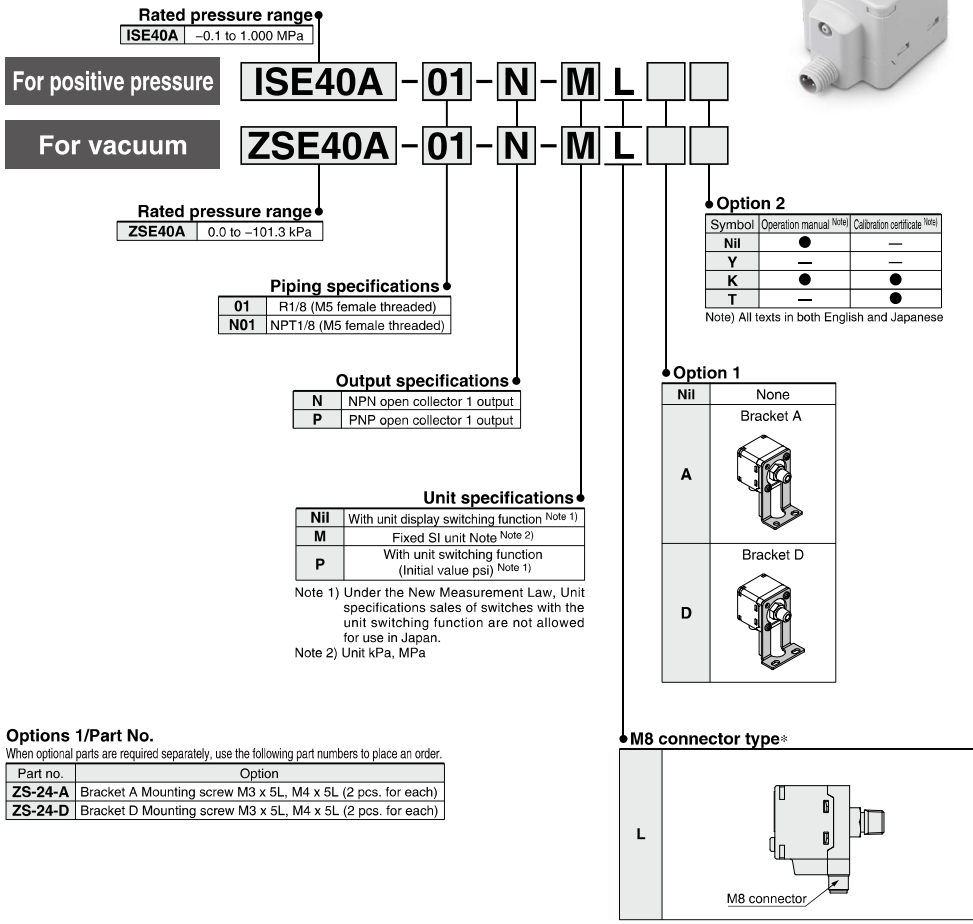 Rated pressure range
ISE40A −0.1 to 1.000 MPa
For positive pressure ISE40A − 01 − N − M L
For vacuum ZSE40A − 01 − N − M L
Rated pressure range
ZSE40A 0.0 to −101.3 kPa
Piping specifications
01 R1/8 (M5 female threaded)
N01 NPT1/8 (M5 female threaded)
Output specifications
N NPN open collector 1 output
P PNP open collector 1 output
Unit specifications
Nil With unit display switching function Note 1)
M Fixed SI unit Note Note 2)
P With unit switching function
(Initial value psi) Note 1)
Note 1) Under the New Measurement Law, Unit
specifications sales of switches with the
unit switching function are not allowed
for use in Japan.
Note 2) Unit kPa, MPa
Option 2
Symbol Operation manual Note) Calibration certificate Note)
Nil ● —
Y — —
K ● ●
T — ●
Note) All texts in both English and Japanese
Option 1
Nil None
A Bracket A
D Bracket D
Options 1/Part No.
When optional parts are required separately, use the following part numbers to place an order.
Part no. Option
ZS-24-A Bracket A Mounting screw M3 x 5L, M4 x 5L (2 pcs. for each)
ZS-24-D Bracket D Mounting screw M3 x 5L, M4 x 5L (2 pcs. for each)
M8 connector type*
L
M8 connector